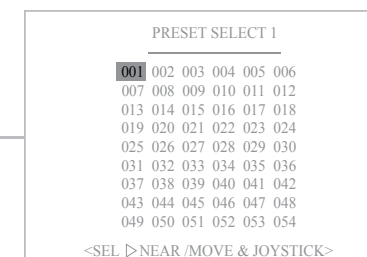 PRESET SELECT 1
001 002 003 004 005 006
007 008 009 010 011 012
013 014 015 016 017 018
019 020 021 022 023 024
025 026 027 028 029 030
031 032 033 034 035 036
037 038 039 040 041 042
043 044 045 046 047 048
049 050 051 052 053 054
<SEL ▷NEAR /MOVE & JOYSTICK>